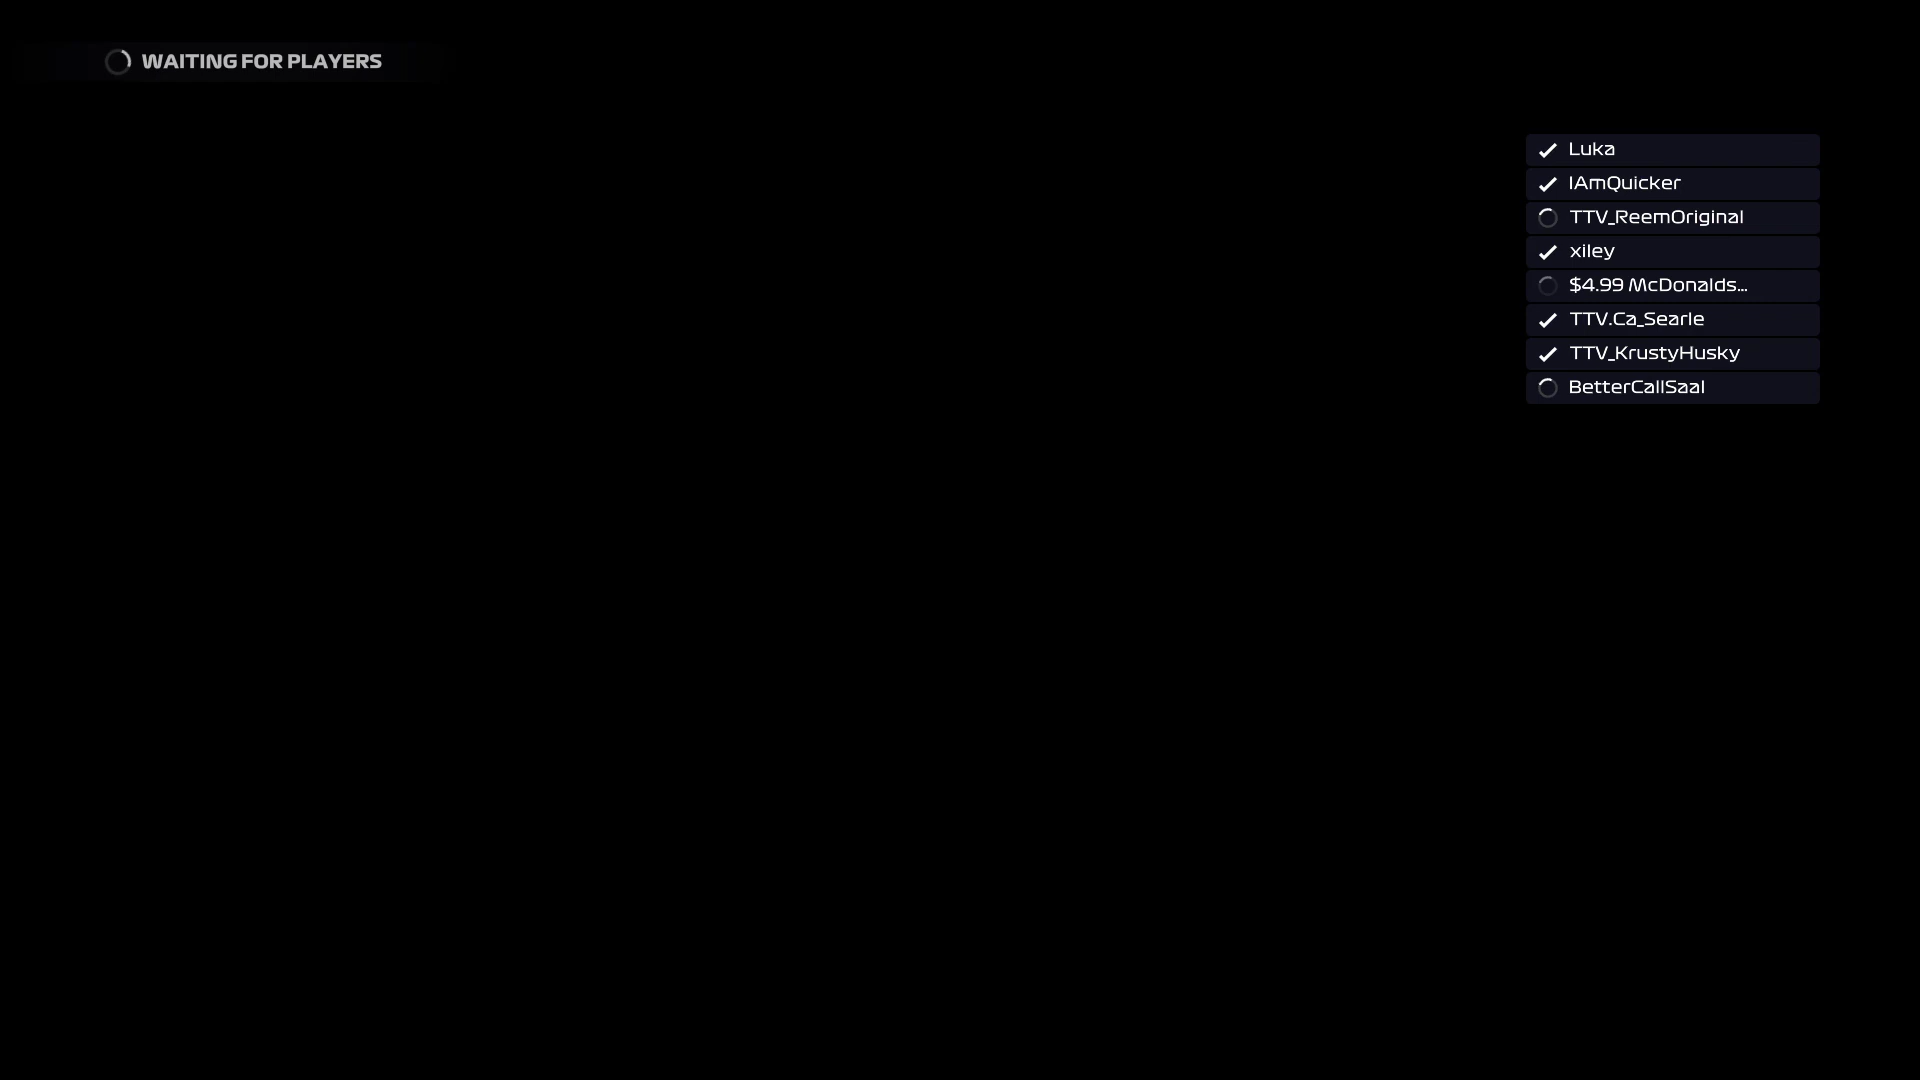 WAITING FOR PLAYERS
Luka
IAmQuicker
TTV_ReemOriginal
xiley
$4.99 McDonalds...
TTV.Ca_Searle
TTV_KrustyHusky
BetterCallSaal